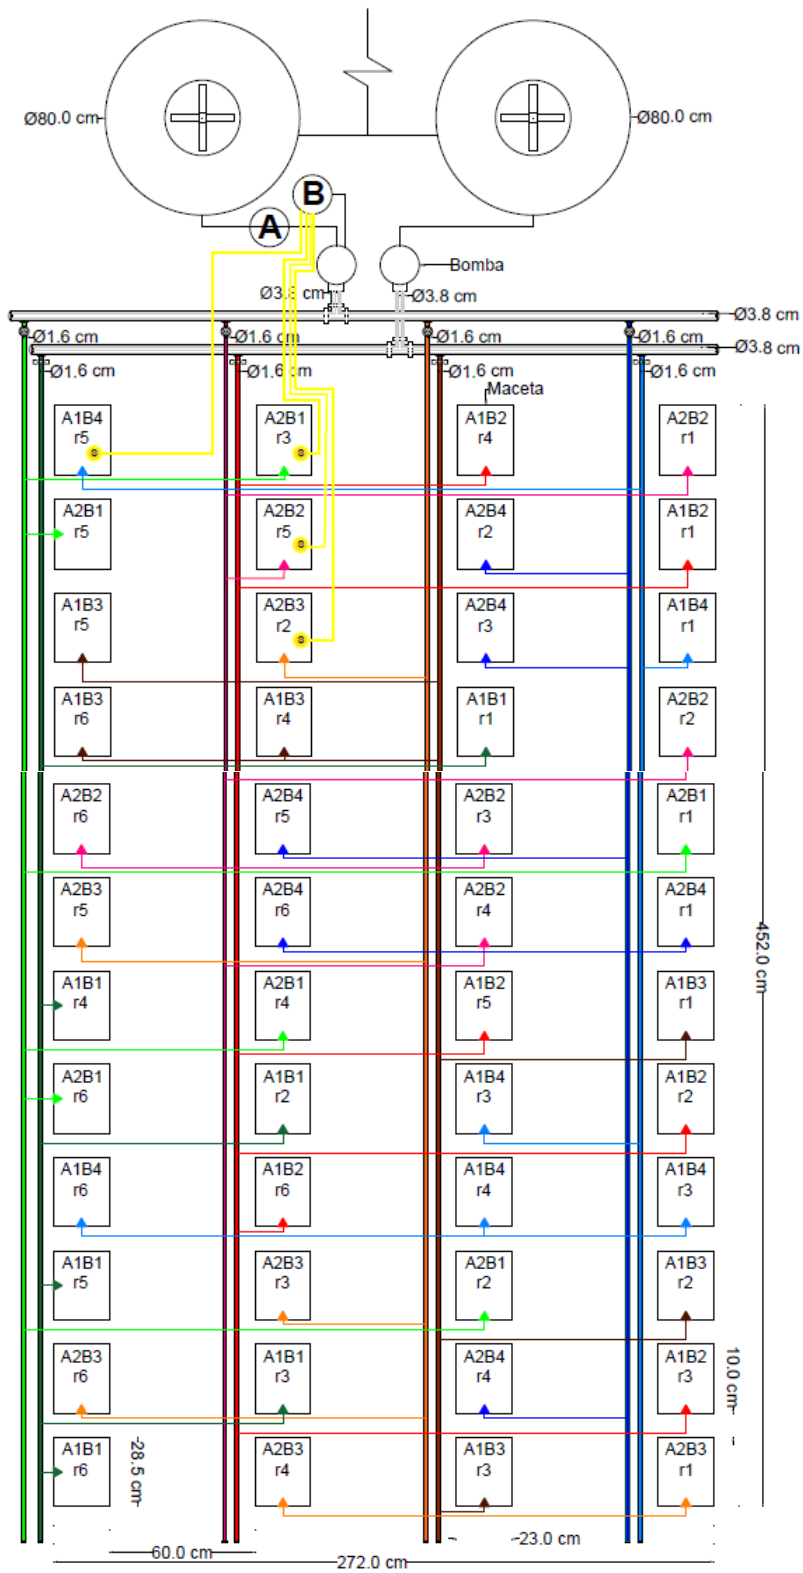 Ø80.0 cm
Ø80.0 cm
B
A
Bomba
Ø3.8 cm
Ø3.8 cm
Ø3.8 cm
Ø1.6 cm
Ø1.6 cm
Ø1.6 cm
Ø1.6 cm
Ø3.8 cm
Ø1.6 cm
Ø1.6 cm
Ø1.6 cm
Ø1.6 cm
Maceta
A1B4
r5
S
A2B1
r3
S
A1B2
r4
A2B2
r1
A2B1
r5
A2B2
r5
S
A2B4
r2
A1B2
r1
A1B3
r5
A2B3
r2
S
A2B4
r3
A1B4
r1
A1B3
r6
A1B3
r4
A1B1
r1
A2B2
r2
A2B2
r6
A2B4
r5
A2B2
r3
A2B1
r1
A2B3
r5
A2B4
r6
A2B2
r4
A2B4
r1
452.0 cm
A1B1
r4
A2B1
r4
A1B2
r5
A1B3
r1
A2B1
r6
A1B1
r2
A1B4
r3
A1B2
r2
A1B4
r6
A1B2
r6
A1B4
r4
A1B4
r3
A1B1
r5
A2B3
r3
A2B1
r2
A1B3
r2
A2B3
r6
A1B1
r3
A2B4
r4
A1B2
r3
10.0 cm
A1B1
r6
28.5 cm
A2B3
r4
A1B3
r3
A2B3
r1
23.0 cm
60.0 cm
272.0 cm